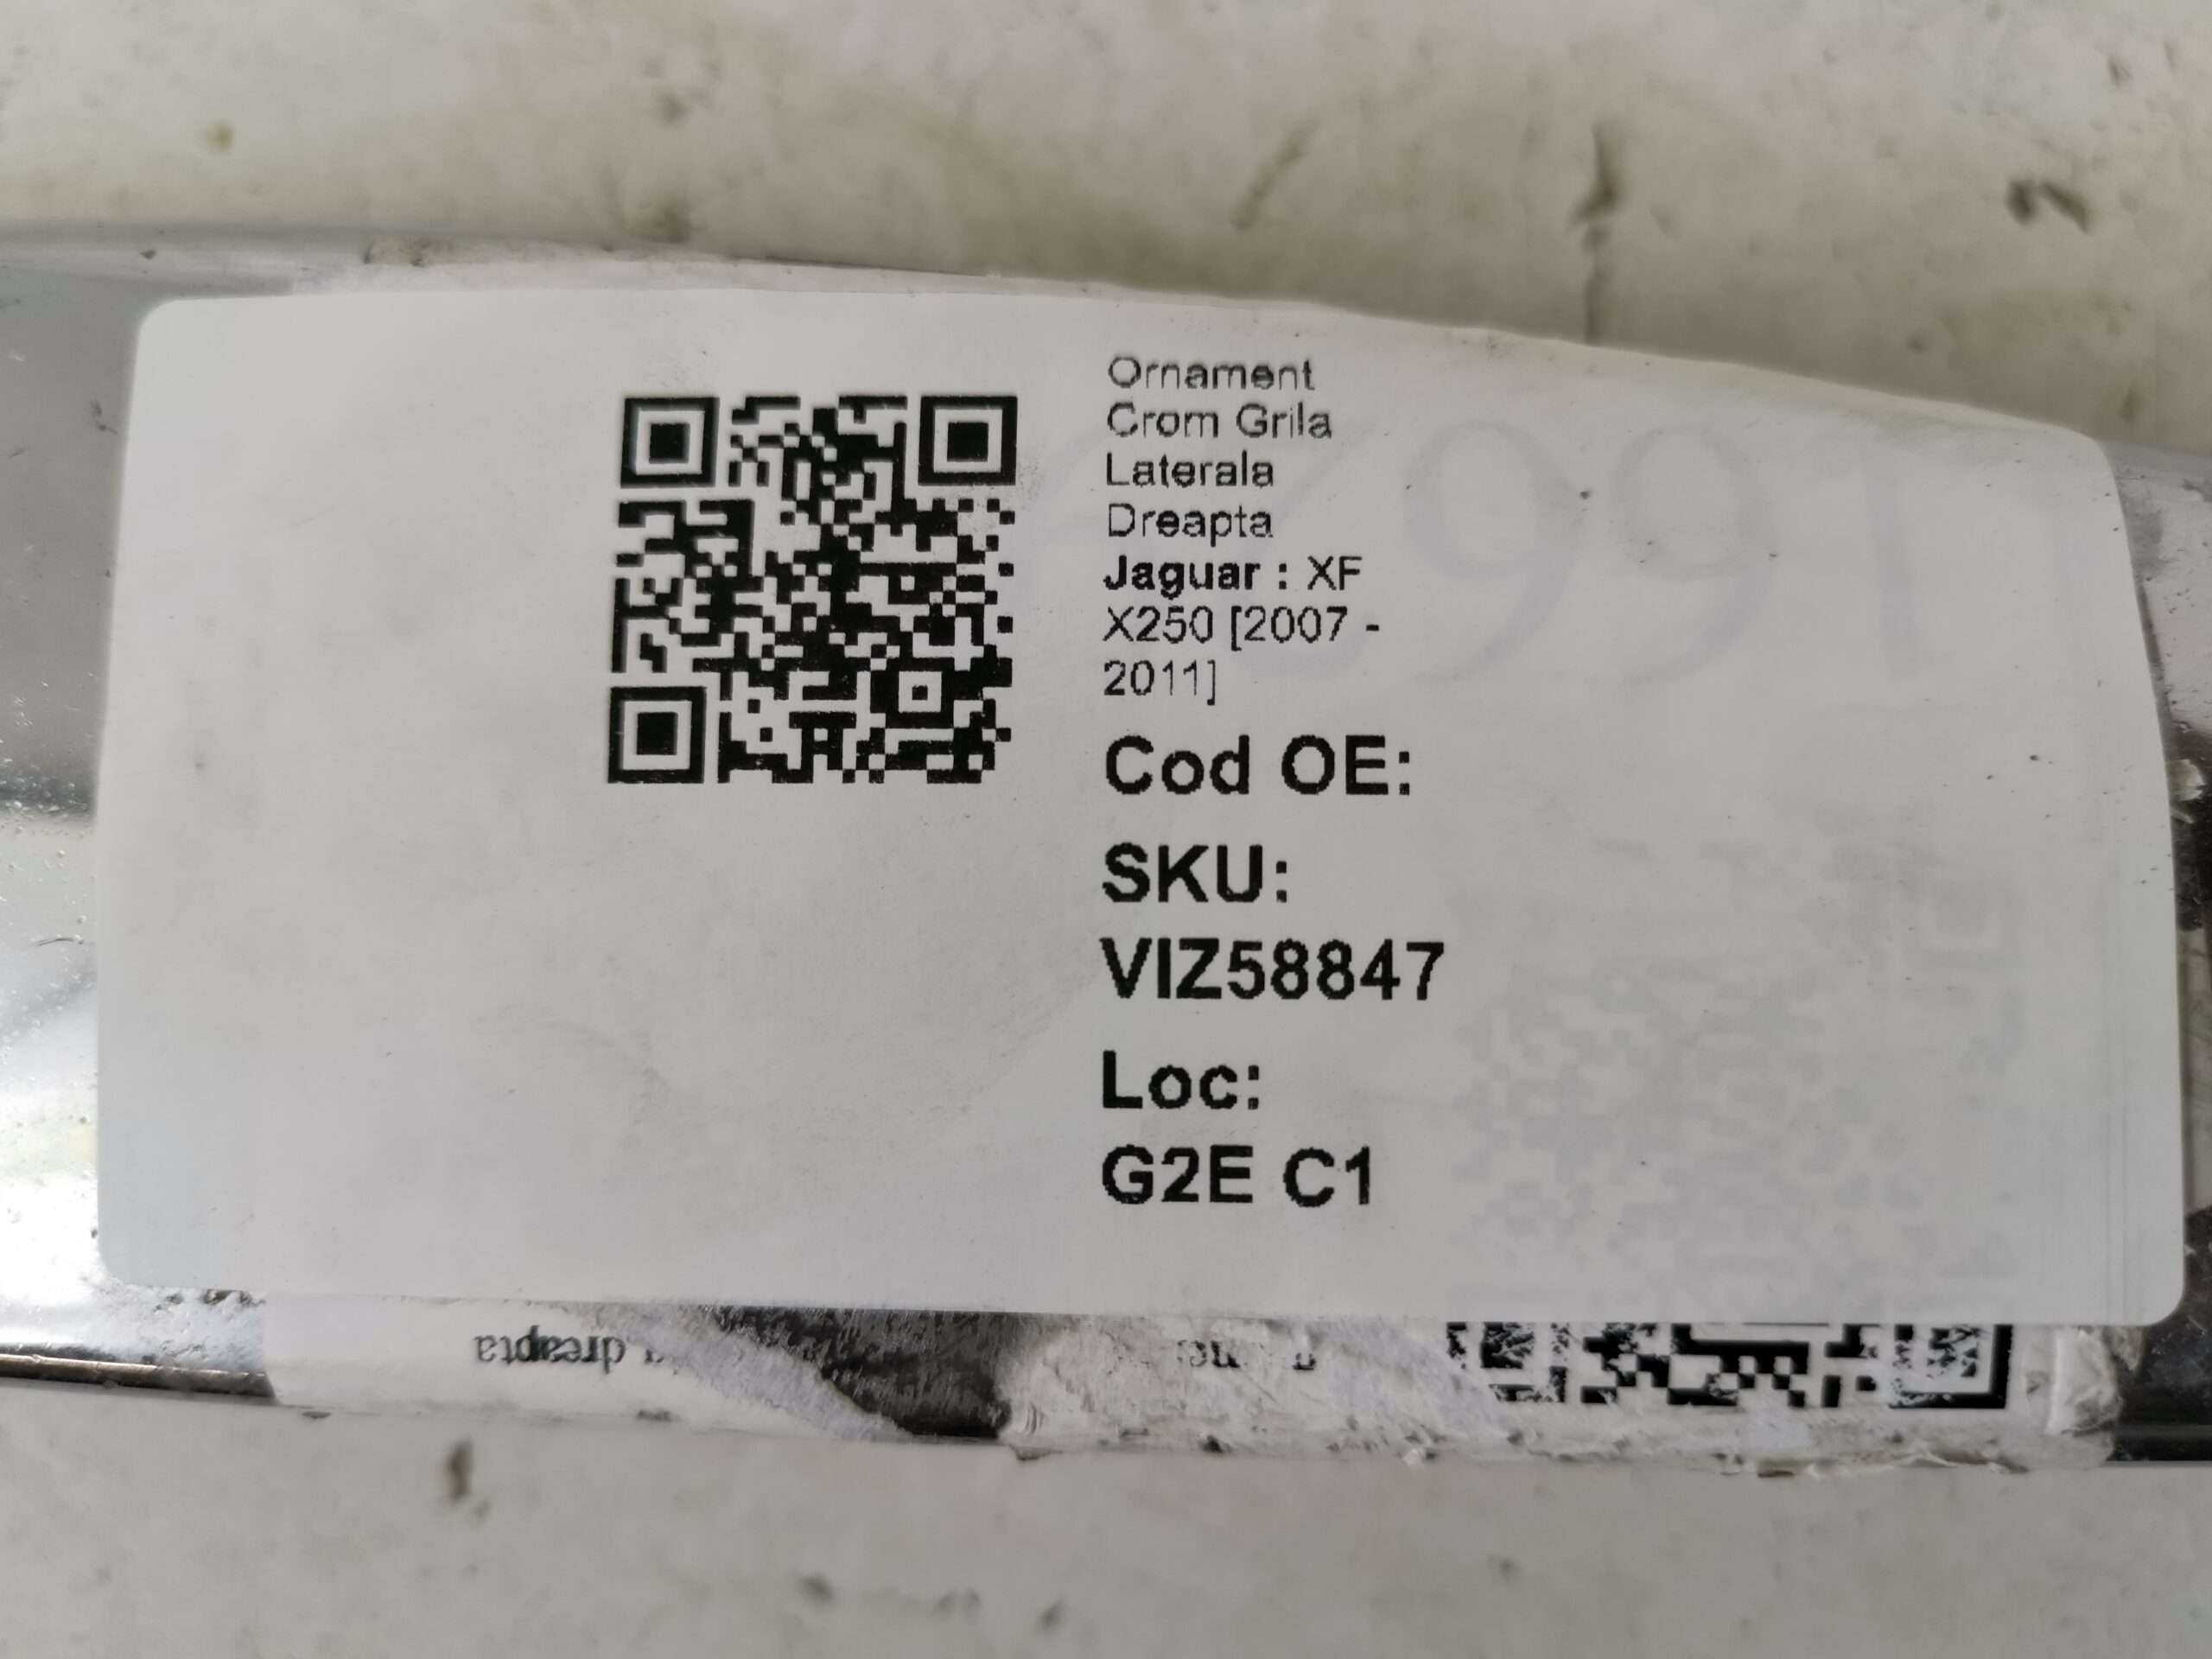 Ornament
Crom Grila
Laterala
Dreapta
Jaguar : XF
X250 [2007 -
2011]
Cod OE:
SKU:
VIZ58847
Loc:
G2E C1
dreapta